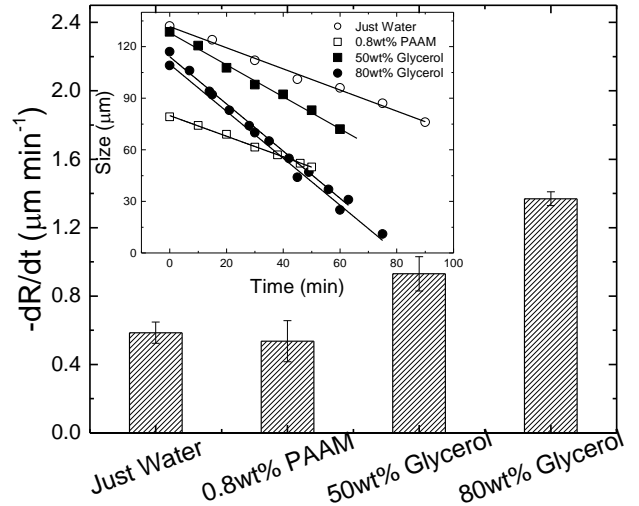 2.4
2.0
1.6
1.2
0.8
0.4
0.0
-dR/dt (μm min⁻¹)
Just Water
0.8wt% PAAM
50wt% Glycerol
80wt% Glycerol
120
90
60
30
0
Size (μm)
0 20 40 60 80 100
Time (min)
Just Water
0.8wt% PAAM
50wt% Glycerol
80wt% Glycerol